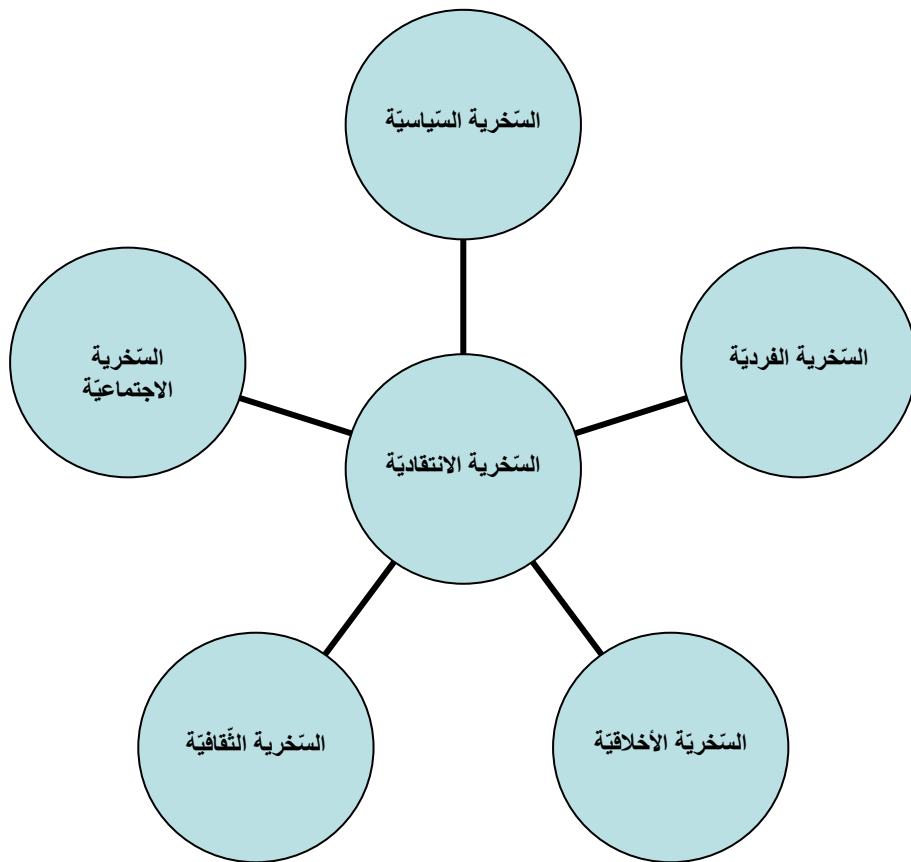 السّخرية السّياسيّة
السّخرية الفرديّة
السّخرية
الاجتماعيّة
السّخرية الانتقاديّة
السّخريّة الأخلاقيّة
السّخرية الثّقافيّة